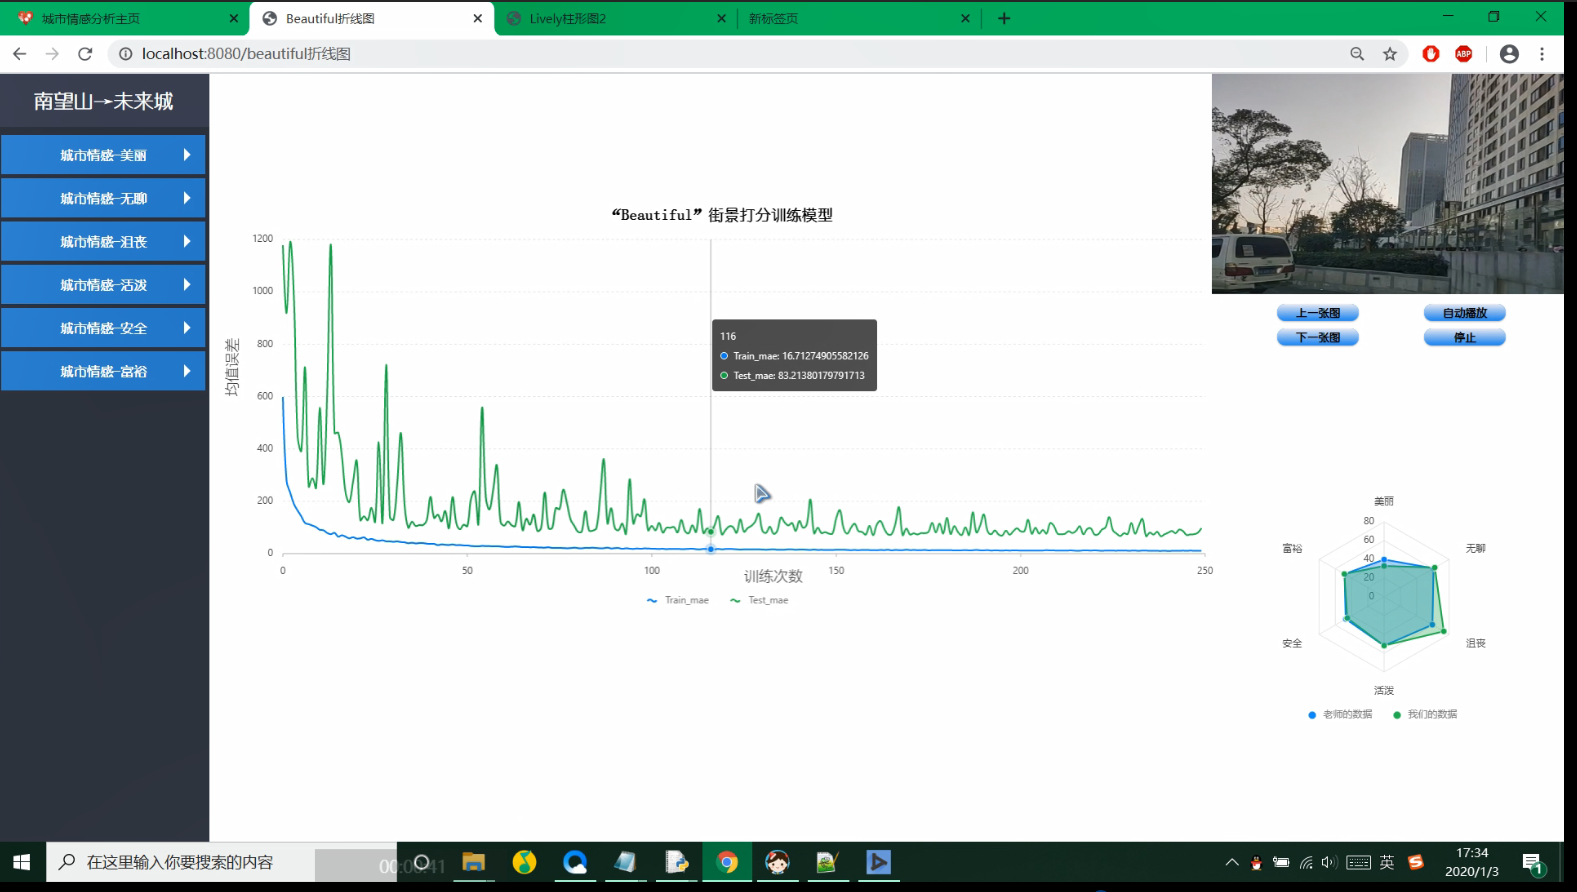 城市情感分析主页
Beautiful折线图
Lively柱形图2
新标签页
localhost:8080/beautiful折线图
ABP
南望山→未来城
城市情感-美丽
城市情感-无聊
城市情感-沮丧
城市情感-活泼
城市情感-安全
城市情感-富裕
“Beautiful”街景打分训练模型
均值误差
1200
1000
800
600
400
200
0
116
Train_mae: 16.71274905582126
Test_mae: 83.21380179791713
0 50 100 150 200 250
训练次数
Train_mae Test_mae
上一张图 自动播放
下一张图 停止
美丽
80
60
40
20
0
富裕
无聊
安全
沮丧
活泼
老师的数据 我们的数据
在这里输入你要搜索的内容
00:00:41
英
17:34
2020/1/3
1